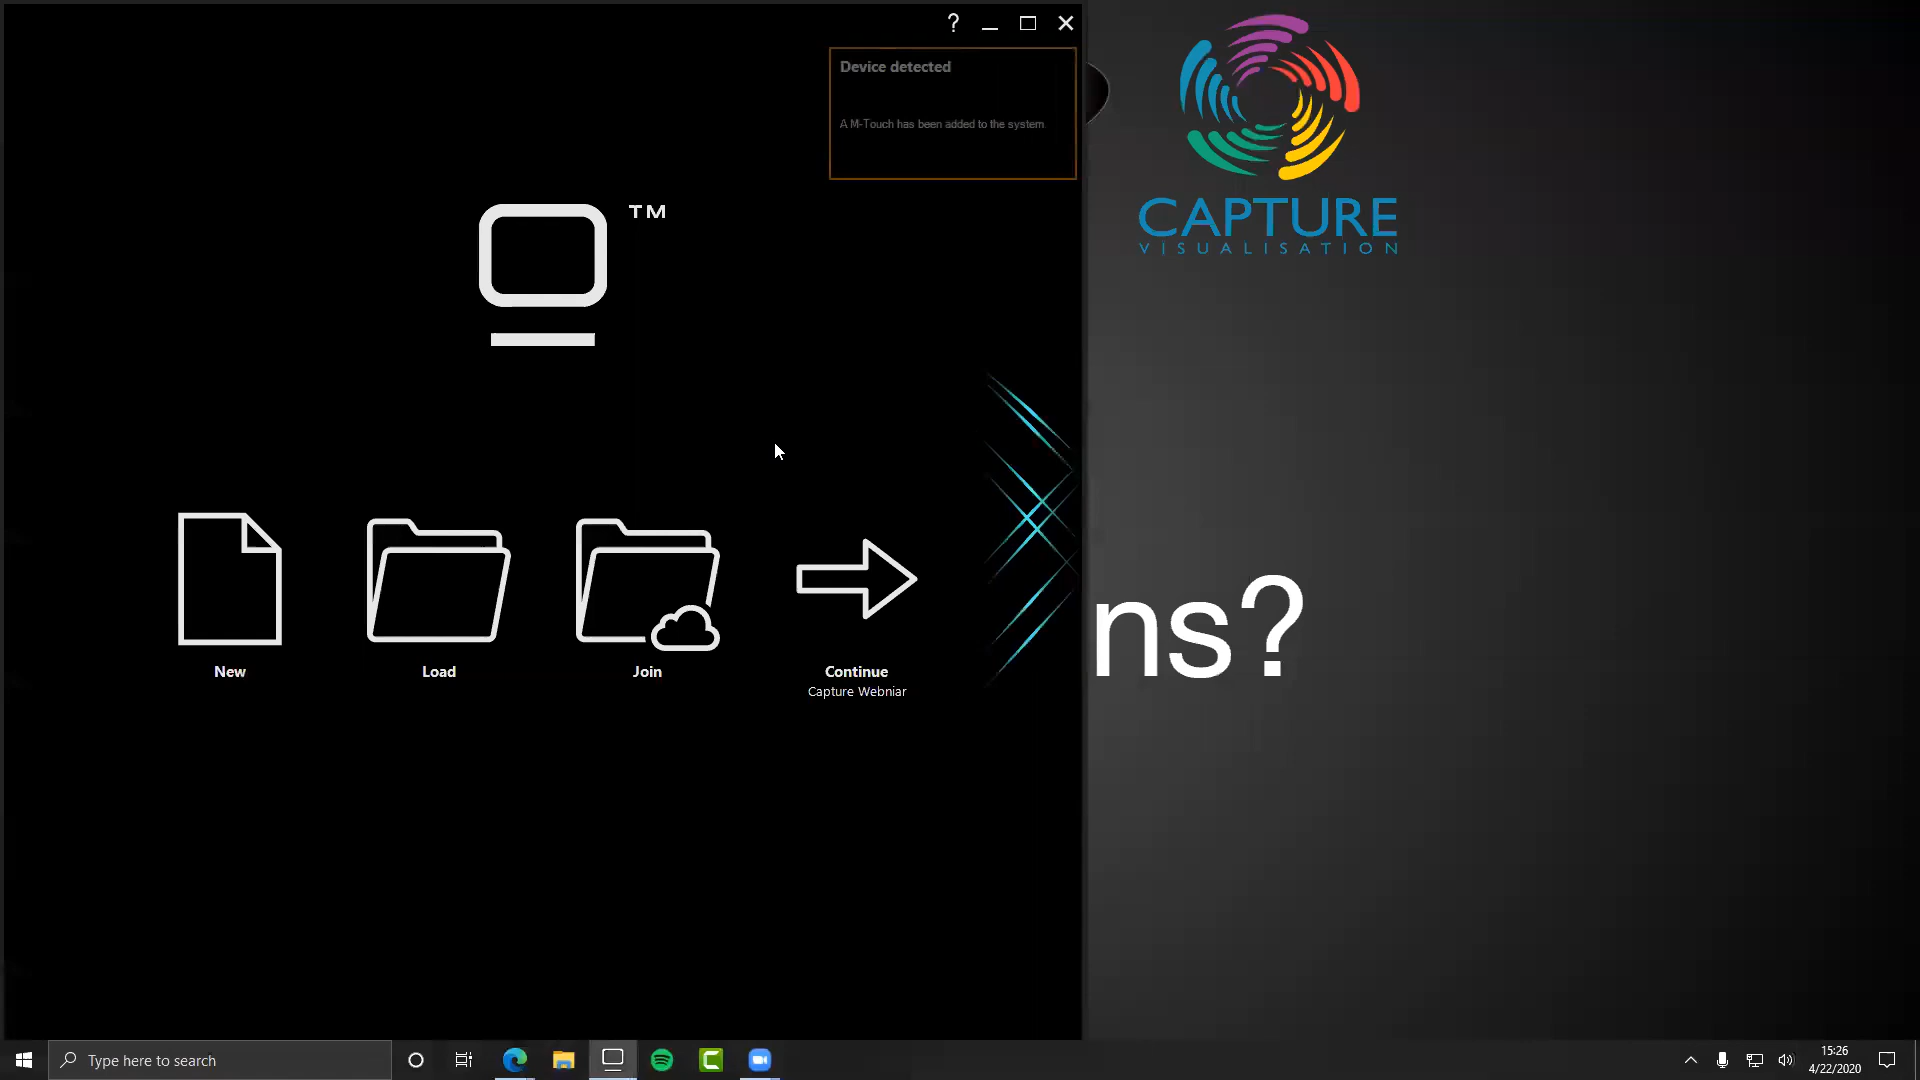 ?
Device detected
A M-Touch has been added to the system
TM
CAPTURE
VISUALISATION
ns?
New
Load
Join
Continue
Capture Webniar
Type here to search
15:26
4/22/2020